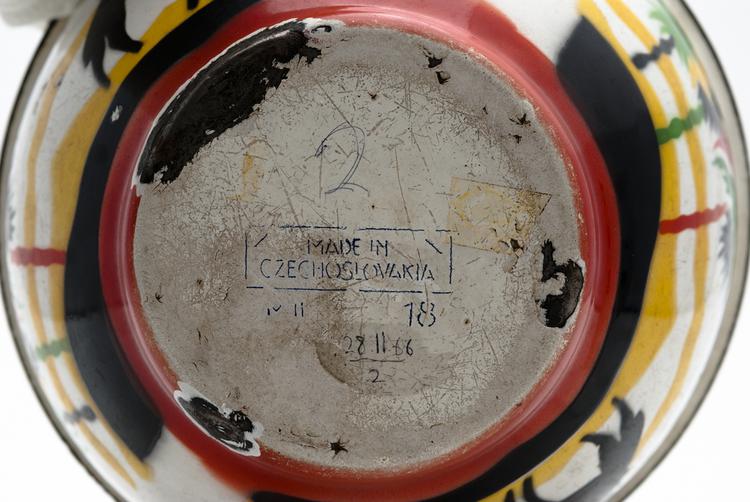 2
MADE IN
CZECHOSLOVAKIA
183
28 11 66
2